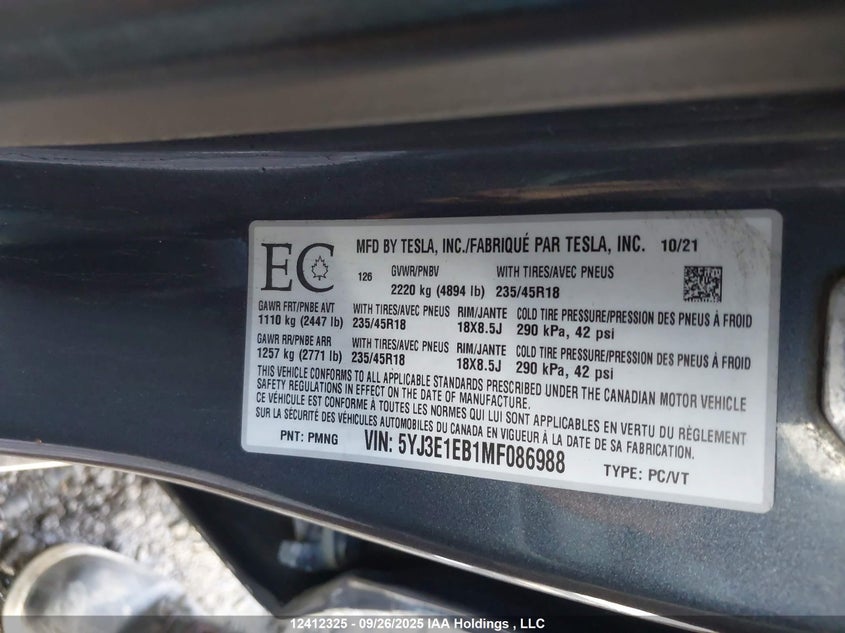 EC
MFD BY TESLA, INC./FABRIQUÉ PAR TESLA, INC. 10/21
126 GVWR/PNBV WITH TIRES/AVEC PNEUS
2220 kg (4894 lb) 235/45R18
GAWR FRT/PNBE AVT WITH TIRES/AVEC PNEUS RIM/JANTE COLD TIRE PRESSURE/PRESSION DES PNEUS À FROID
1110 kg (2447 lb) 235/45R18 18X8.5J 290 kPa, 42 psi
GAWR RR/PNBE ARR WITH TIRES/AVEC PNEUS RIM/JANTE COLD TIRE PRESSURE/PRESSION DES PNEUS À FROID
1257 kg (2771 lb) 235/45R18 18X8.5J 290 kPa, 42 psi
THIS VEHICLE CONFORMS TO ALL APPLICABLE STANDARDS PRESCRIBED UNDER THE CANADIAN MOTOR VEHICLE
SAFETY REGULATIONS IN EFFECT ON THE DATE OF MANUFACTURE.
CE VÉHICULE EST CONFORME À TOUTES LES NORMES QUI LUI SONT APPLICABLES EN VERTU DU RÈGLEMENT
SUR LA SÉCURITÉ DES VÉHICULES AUTOMOBILES DU CANADA EN VIGUEUR À LA DATE DE SA FABRICATION.
PNT: PMNG VIN: 5YJ3E1EB1MF086988 TYPE: PC/VT
12412325 - 09/26/2025 IAA Holdings , LLC